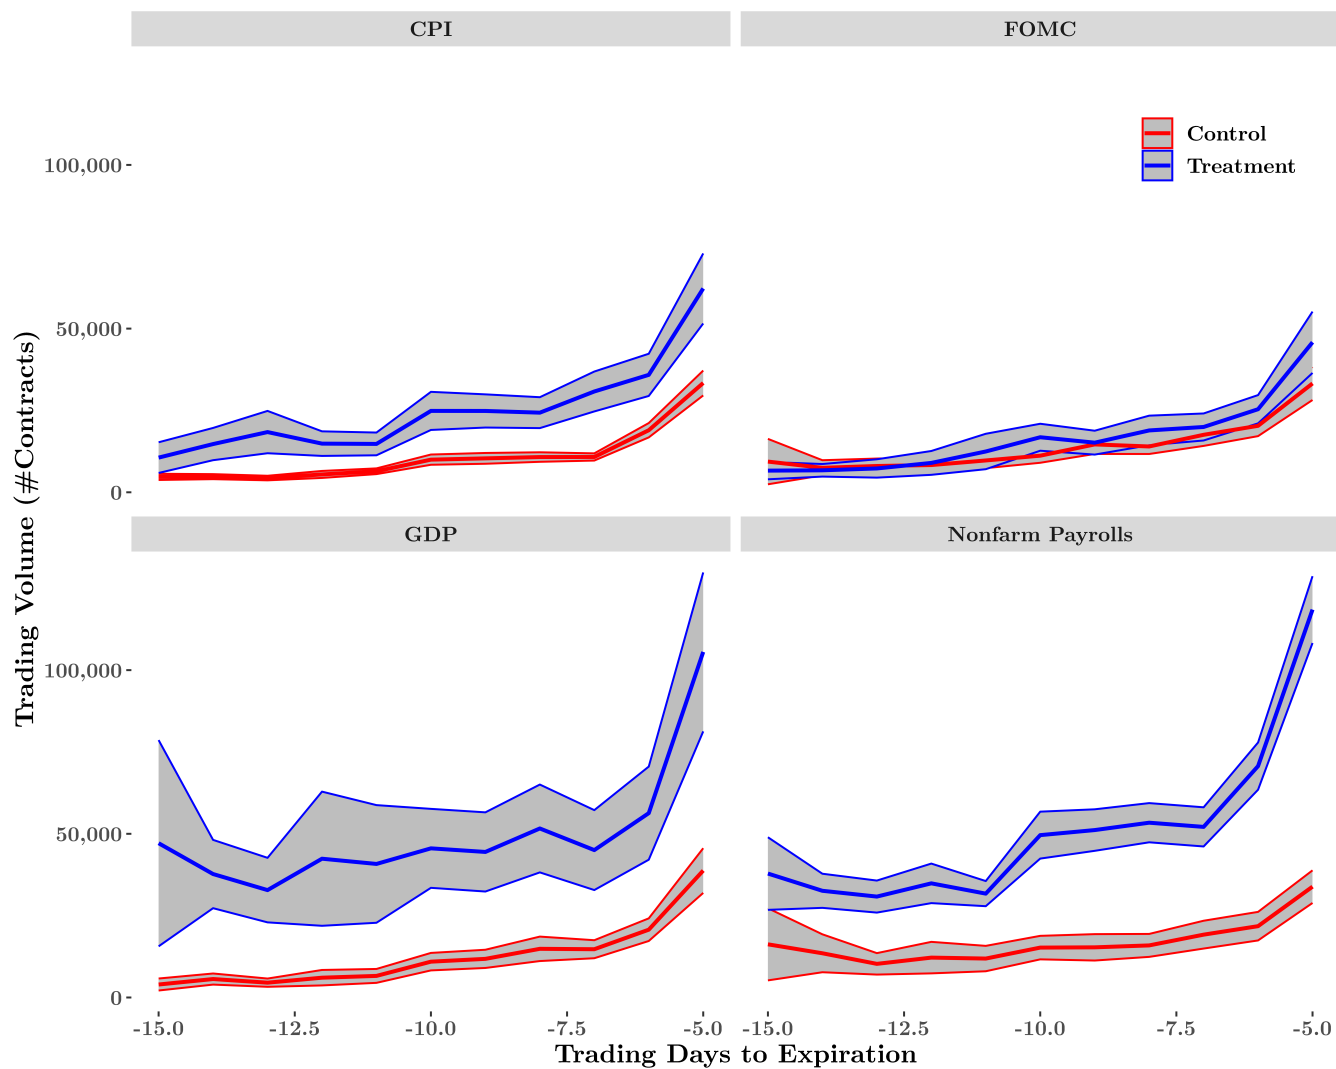 CPI
FOMC
Control
Treatment
100,000
50,000
0
GDP
Nonfarm Payrolls
100,000
50,000
0
-15.0 -12.5 -10.0 -7.5 -5.0
-15.0 -12.5 -10.0 -7.5 -5.0
Trading Days to Expiration
Trading Volume (#Contracts)